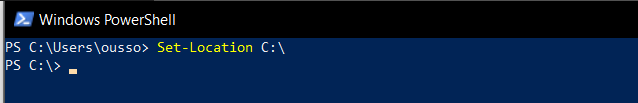 Windows PowerShell
PS C:\Users\ousso> Set-Location C:\
PS C:\>